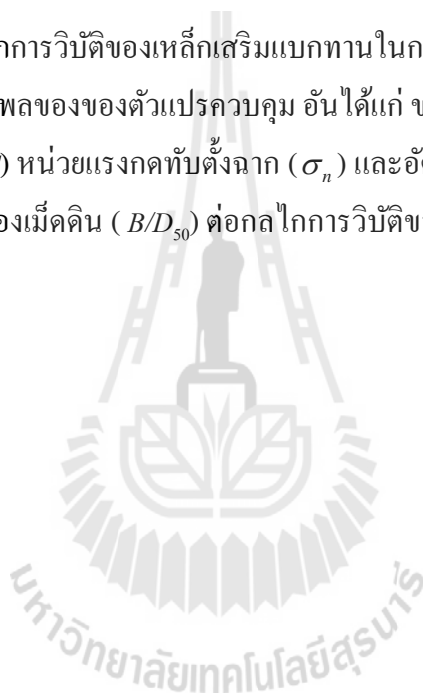 กการวิบัติของเหล็กเสริมแบกทานในก
พลของของตัวแปรควบคุม อันได้แก่ ข
) หน่วยแรงกดทับตั้งฉาก (σₙ) และอั
องเม็ดดิน ( B/D₅₀) ต่อกลไกการวิบัติข
มหาวิทยาลัยเทคโนโลยีสุรนารี